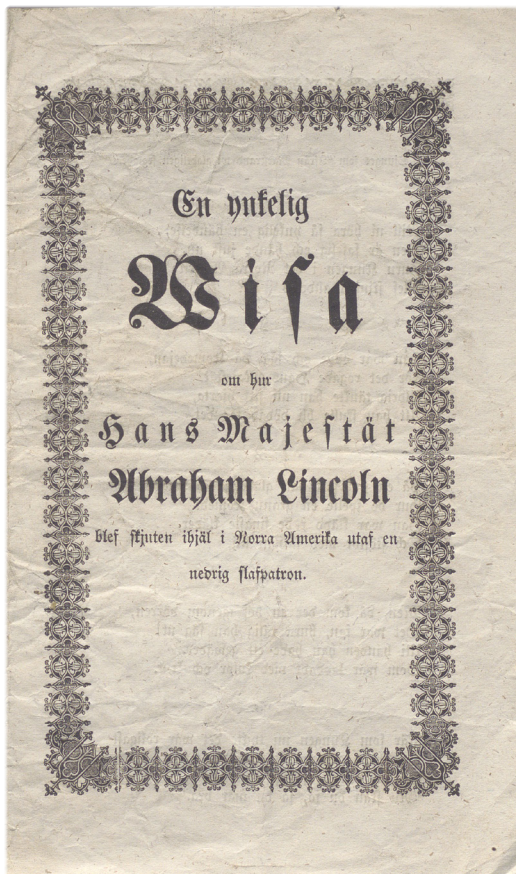 En ynkelig
Wisa
om hur
Hans Majestät
Abraham Lincoln
blef skjuten ihjäl i Norra Amerika utaf en
nedrig slafpatron.